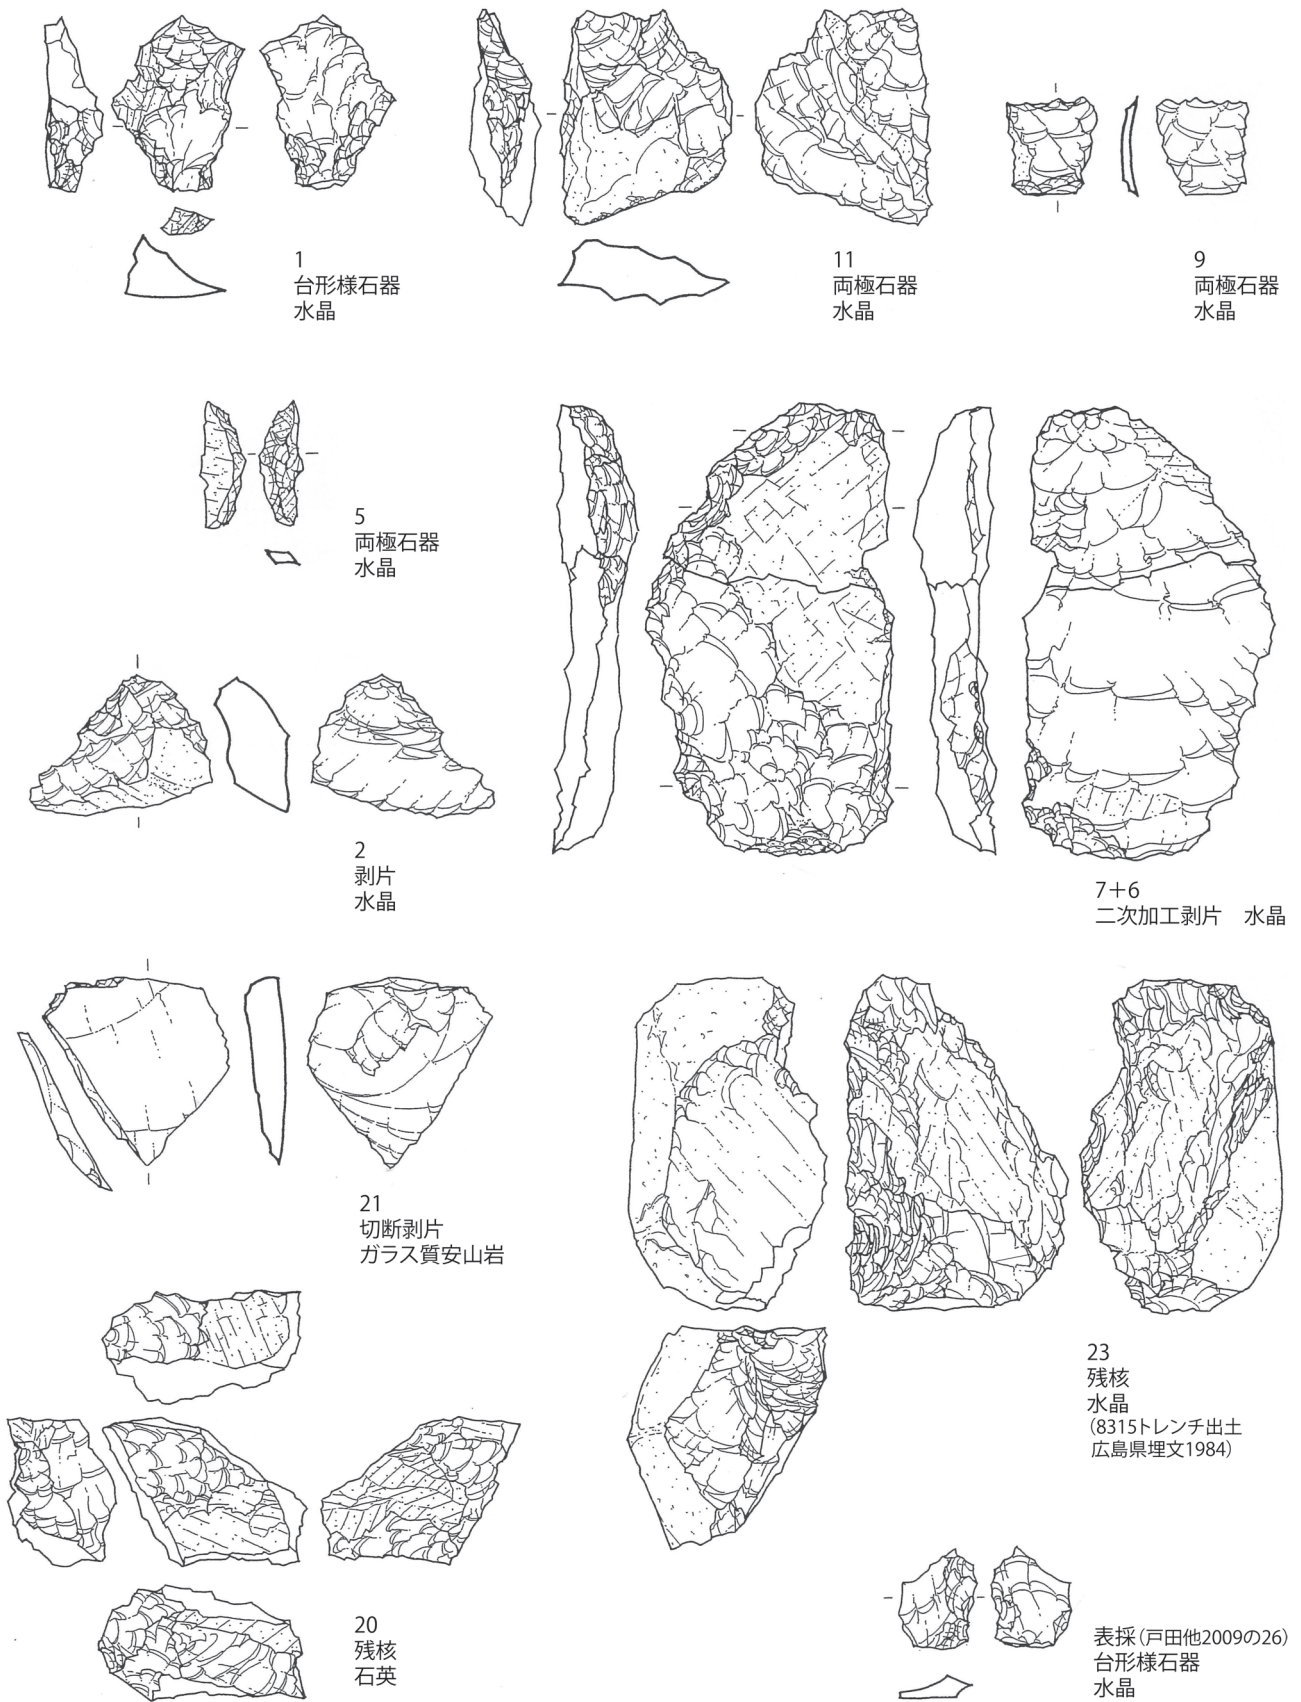 1
台形様石器
水晶
11
両極石器
水晶
9
両極石器
水晶
5
両極石器
水晶
2
剥片
水晶
7+6
二次加工剥片　水晶
21
切断剥片
ガラス質安山岩
23
残核
水晶
(8315トレンチ出土
広島県埋文1984)
20
残核
石英
表採(戸田他2009の26)
台形様石器
水晶